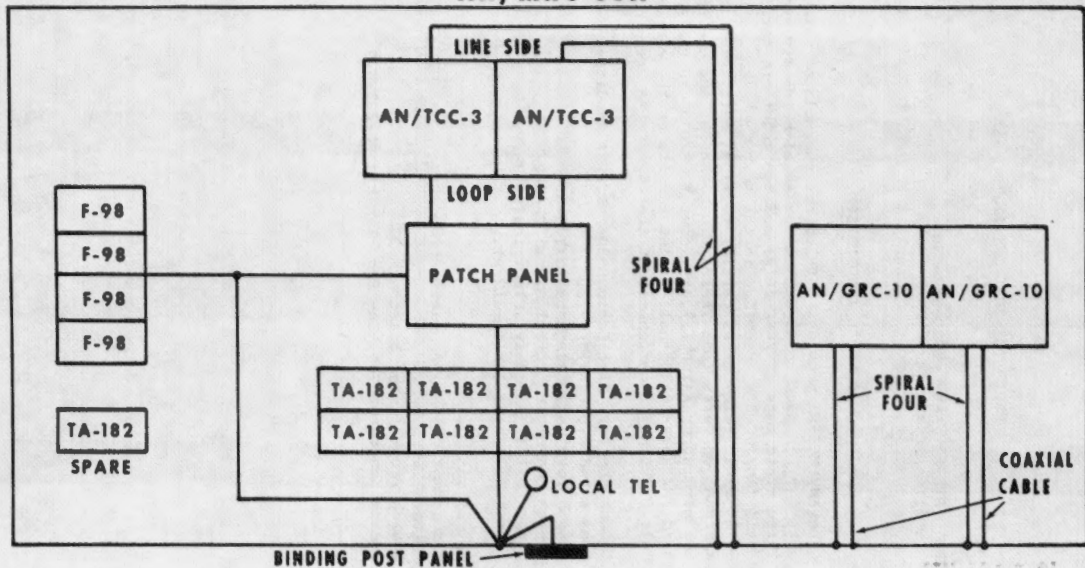 LINE SIDE
AN/TCC-3 AN/TCC-3
LOOP SIDE
F-98
F-98
F-98
F-98
PATCH PANEL
SPIRAL
FOUR
AN/GRC-10 AN/GRC-10
TA-182 TA-182 TA-182 TA-182
TA-182 TA-182 TA-182 TA-182
SPIRAL
FOUR
TA-182
SPARE
LOCAL TEL
COAXIAL
CABLE
BINDING POST PANEL